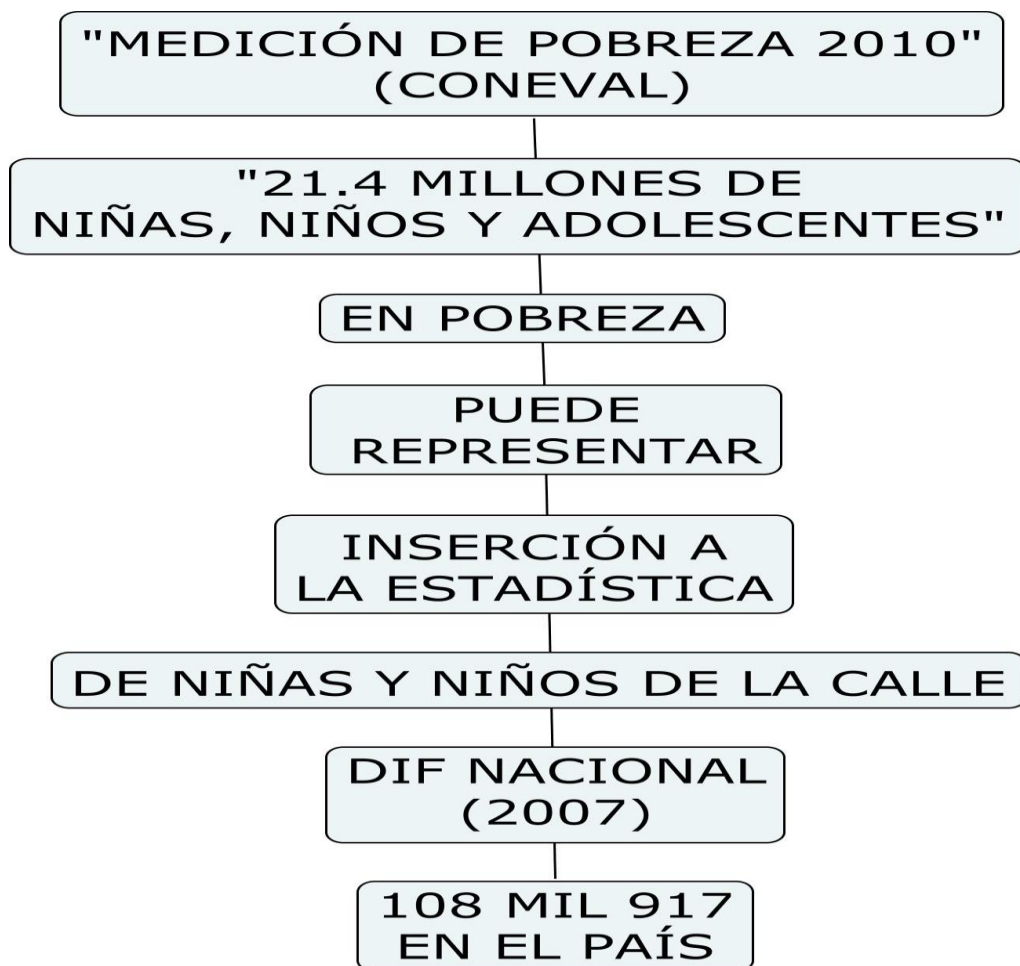 "MEDICIÓN DE POBREZA 2010"
(CONEVAL)
"21.4 MILLONES DE
NIÑAS, NIÑOS Y ADOLESCENTES"
EN POBREZA
PUEDE
REPRESENTAR
INSERCIÓN A
LA ESTADÍSTICA
DE NIÑAS Y NIÑOS DE LA CALLE
DIF NACIONAL
(2007)
108 MIL 917
EN EL PAÍS